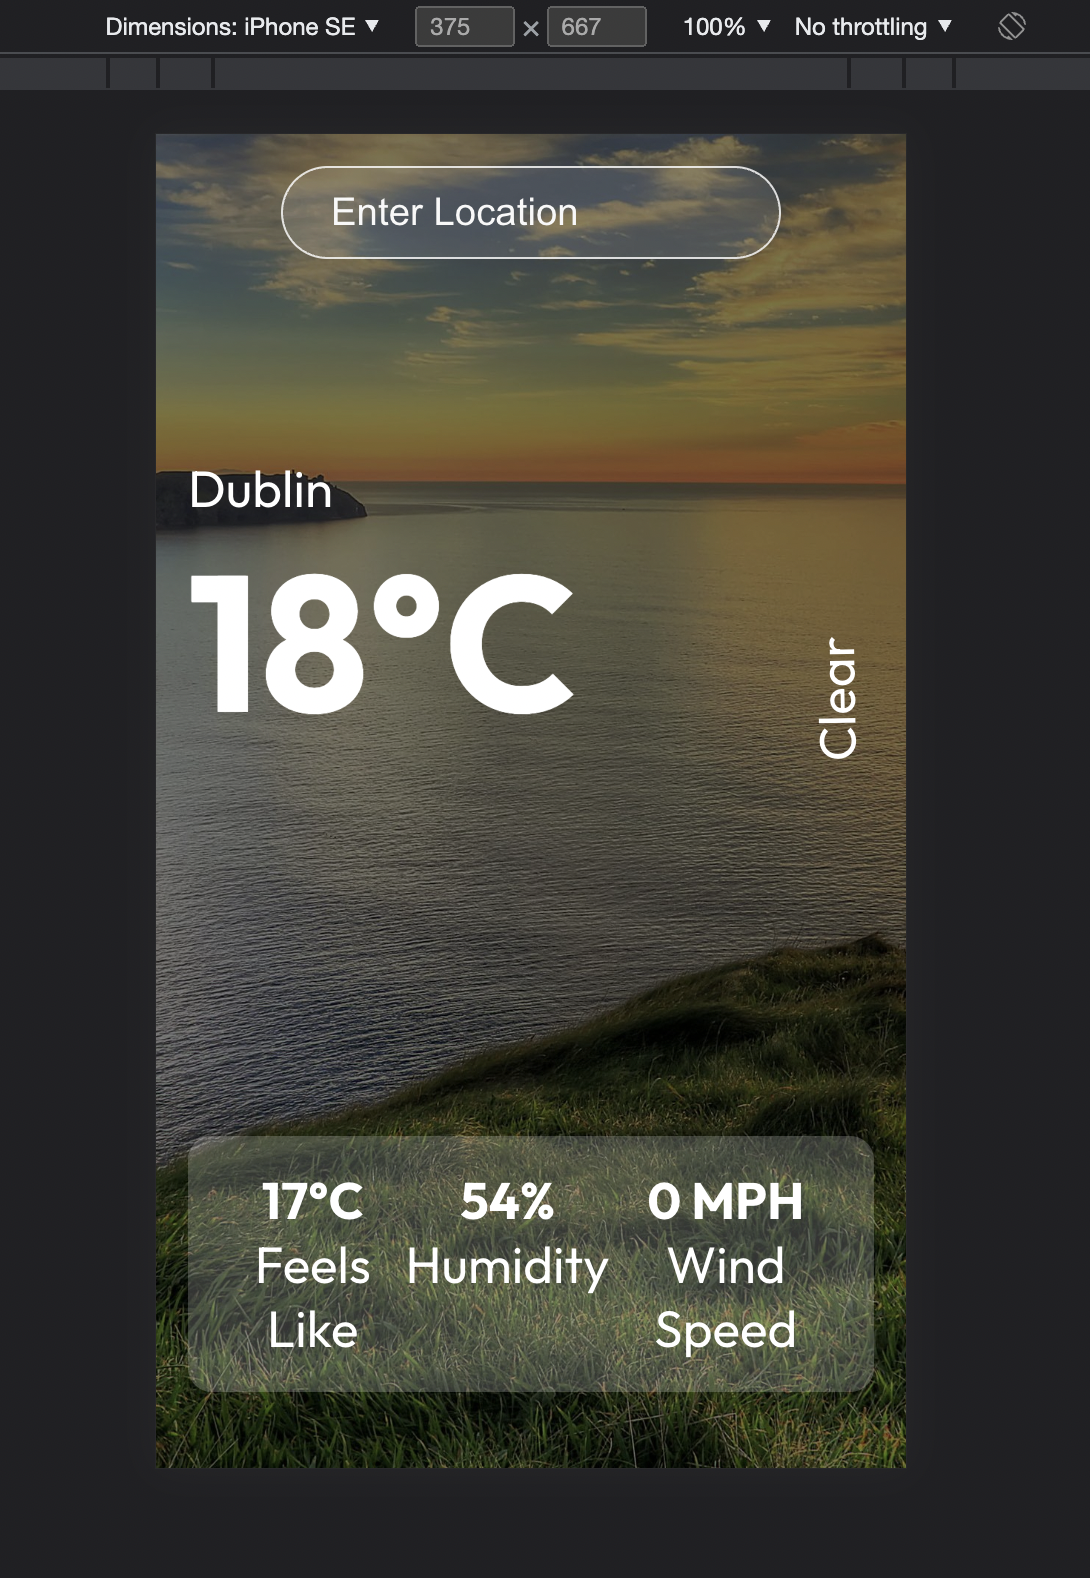 Dimensions: iPhone SE ▼ 375 × 667 100% ▼ No throttling ▼
Enter Location
Dublin
18°C
Clear
17°C 54% 0 MPH
Feels Humidity Wind
Like Speed